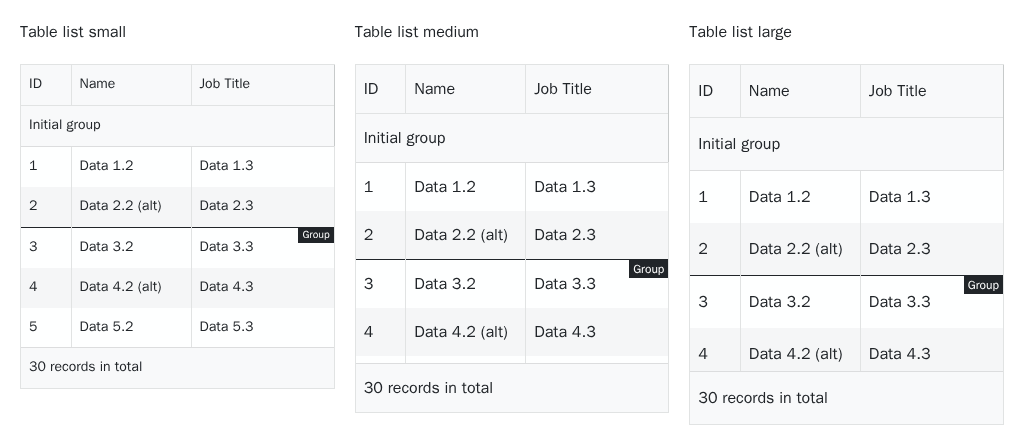 Table list small
ID Name Job Title
Initial group
1 Data 1.2 Data 1.3
2 Data 2.2 (alt) Data 2.3
Group
3 Data 3.2 Data 3.3
4 Data 4.2 (alt) Data 4.3
5 Data 5.2 Data 5.3
30 records in total
Table list medium
ID Name Job Title
Initial group
1 Data 1.2 Data 1.3
2 Data 2.2 (alt) Data 2.3
Group
3 Data 3.2 Data 3.3
4 Data 4.2 (alt) Data 4.3
30 records in total
Table list large
ID Name Job Title
Initial group
1 Data 1.2 Data 1.3
2 Data 2.2 (alt) Data 2.3
Group
3 Data 3.2 Data 3.3
4 Data 4.2 (alt) Data 4.3
30 records in total